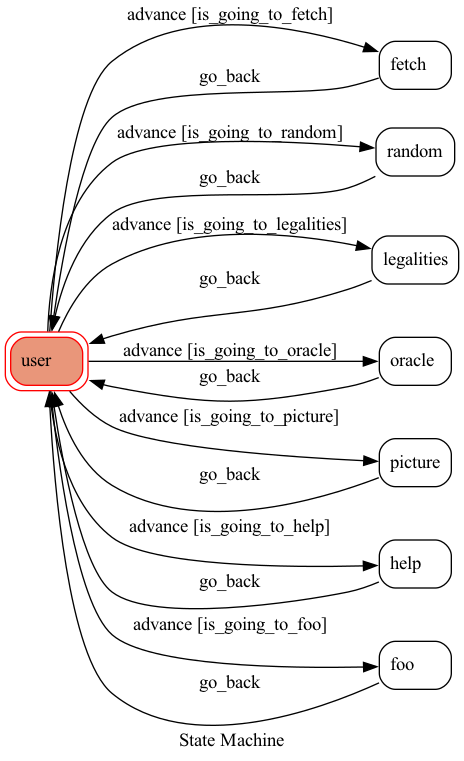 advance [is_going_to_fetch]
fetch
go_back
advance [is_going_to_random]
random
go_back
advance [is_going_to_legalities]
legalities
go_back
user
advance [is_going_to_oracle]
oracle
go_back
advance [is_going_to_picture]
picture
go_back
advance [is_going_to_help]
help
go_back
advance [is_going_to_foo]
foo
go_back
State Machine